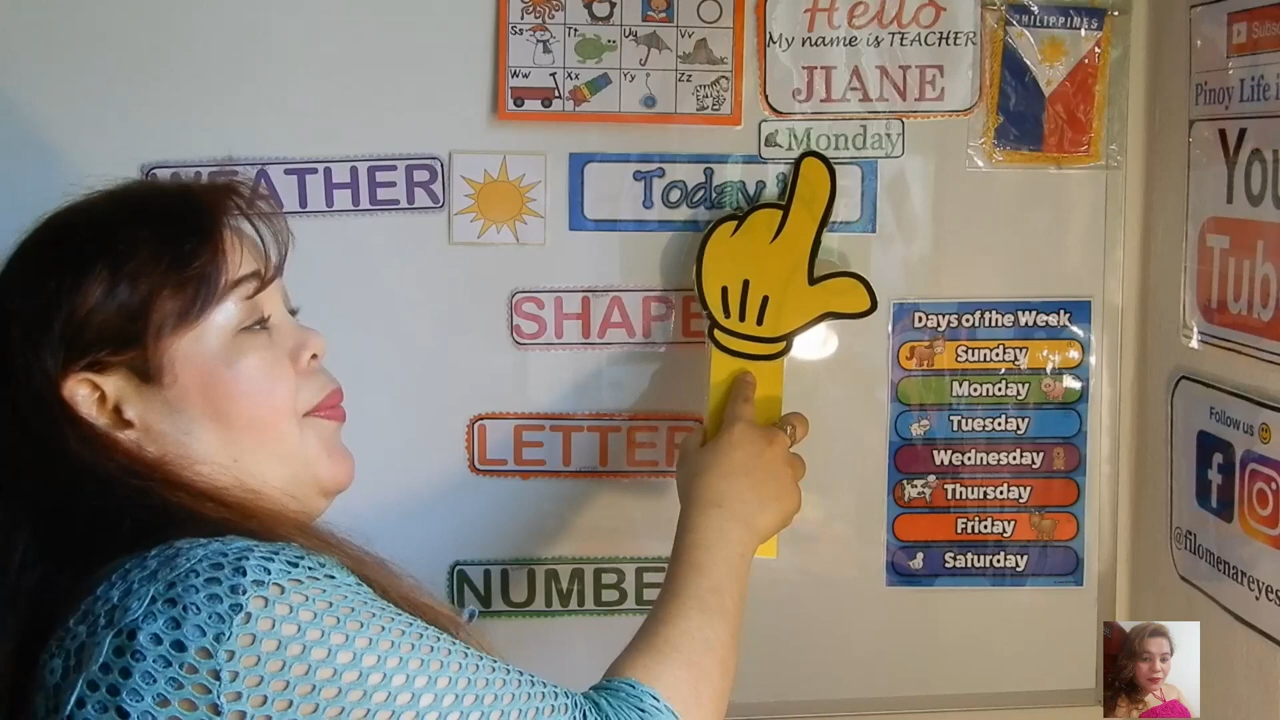 Ss Tt Uu Vv
Ww Xx Yy Zz
Hello
My name is TEACHER
JIANE
PHILIPPINES
Monday
WEATHER
Today i
SHAPE
LETTER
NUMBE
Days of the Week
Sunday
Monday
Tuesday
Wednesday
Thursday
Friday
Saturday
Subs
Pinoy Life i
You
Tub
Follow us
@filomenareyes